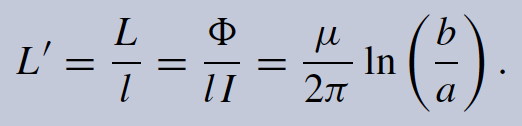 L′ = L/l = Φ/(lI) = μ/(2π) ln(b/a).